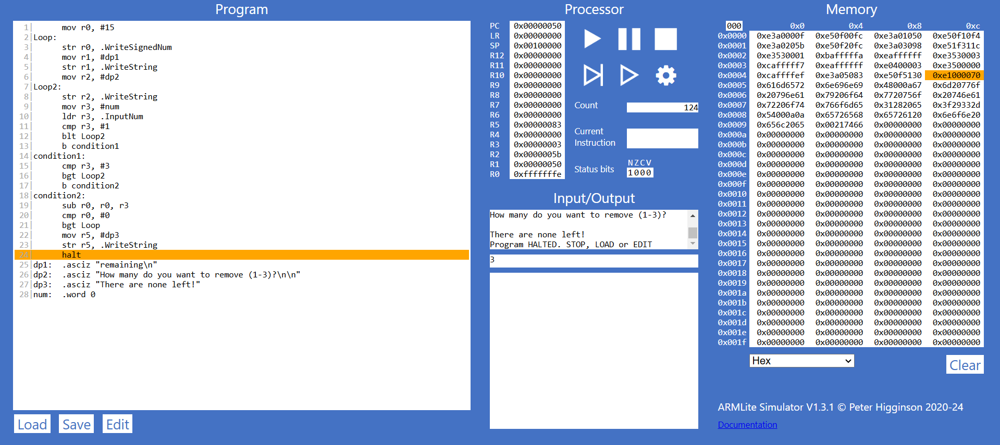 Program
1| mov r0, #15
2|Loop:
3| str r0, .WriteSignedNum
4| mov r1, #dp1
5| str r1, .WriteString
6| mov r2, #dp2
7|Loop2:
8| str r2, .WriteString
9| mov r3, #num
10| ldr r3, .InputNum
11| cmp r3, #1
12| blt Loop2
13| b condition1
14|condition1:
15| cmp r3, #3
16| bgt Loop2
17| b condition2
18|condition2:
19| sub r0, r0, r3
20| cmp r0, #0
21| bgt Loop
22| mov r5, #dp3
23| str r5, .WriteString
24| halt
25|dp1: .asciz "remaining\n"
26|dp2: .asciz "How many do you want to remove (1-3)?\n\n"
27|dp3: .asciz "There are none left!"
28|num: .word 0
Load Save Edit
Processor
PC 0x00000050
LR 0x00000000
SP 0x00100000
R12 0x00000000
R11 0x00000000
R10 0x00000000
R9 0x00000000
R8 0x00000000
R7 0x00000000
R6 0x00000000
R5 0x00000083
R4 0x00000000
R3 0x00000003
R2 0x0000005b
R1 0x00000050
R0 0xfffffffe
Count 124
Current
Instruction
Status bits NZCV
1000
Input/Output
How many do you want to remove (1-3)?
There are none left!
Program HALTED. STOP, LOAD or EDIT
3
Memory
000 0x0 0x4 0x8 0xc
0x0000 0xe3a0000f 0xe50f00fc 0xe3a01050 0xe50f10f4
0x0001 0xe3a0205b 0xe50f20fc 0xe3a03098 0xe51f311c
0x0002 0xe3530001 0xbafffffa 0xeaffffff 0xe3530003
0x0003 0xcafffff7 0xeaffffff 0xe0400003 0xe3500000
0x0004 0xcaffffef 0xe3a05083 0xe50f5130 0xe1000070
0x0005 0x616d6572 0x6e696e69 0x48000a67 0x6d20776f
0x0006 0x20796e61 0x79206f64 0x7720756f 0x20746e61
0x0007 0x72206f74 0x766f6d65 0x31282065 0x3f29332d
0x0008 0x54000a0a 0x65726568 0x65726120 0x6e6f6e20
0x0009 0x656c2065 0x00217466 0x00000000 0x00000000
0x000a 0x00000000 0x00000000 0x00000000 0x00000000
0x000b 0x00000000 0x00000000 0x00000000 0x00000000
0x000c 0x00000000 0x00000000 0x00000000 0x00000000
0x000d 0x00000000 0x00000000 0x00000000 0x00000000
0x000e 0x00000000 0x00000000 0x00000000 0x00000000
0x000f 0x00000000 0x00000000 0x00000000 0x00000000
0x0010 0x00000000 0x00000000 0x00000000 0x00000000
0x0011 0x00000000 0x00000000 0x00000000 0x00000000
0x0012 0x00000000 0x00000000 0x00000000 0x00000000
0x0013 0x00000000 0x00000000 0x00000000 0x00000000
0x0014 0x00000000 0x00000000 0x00000000 0x00000000
0x0015 0x00000000 0x00000000 0x00000000 0x00000000
0x0016 0x00000000 0x00000000 0x00000000 0x00000000
0x0017 0x00000000 0x00000000 0x00000000 0x00000000
0x0018 0x00000000 0x00000000 0x00000000 0x00000000
0x0019 0x00000000 0x00000000 0x00000000 0x00000000
0x001a 0x00000000 0x00000000 0x00000000 0x00000000
0x001b 0x00000000 0x00000000 0x00000000 0x00000000
0x001c 0x00000000 0x00000000 0x00000000 0x00000000
0x001d 0x00000000 0x00000000 0x00000000 0x00000000
0x001e 0x00000000 0x00000000 0x00000000 0x00000000
0x001f 0x00000000 0x00000000 0x00000000 0x00000000
Hex
Clear
ARMLite Simulator V1.3.1 © Peter Higginson 2020-24
Documentation